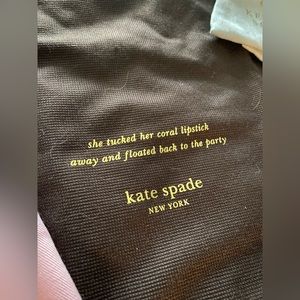 she tucked her coral lipstick
away and floated back to the party
kate spade
NEW YORK